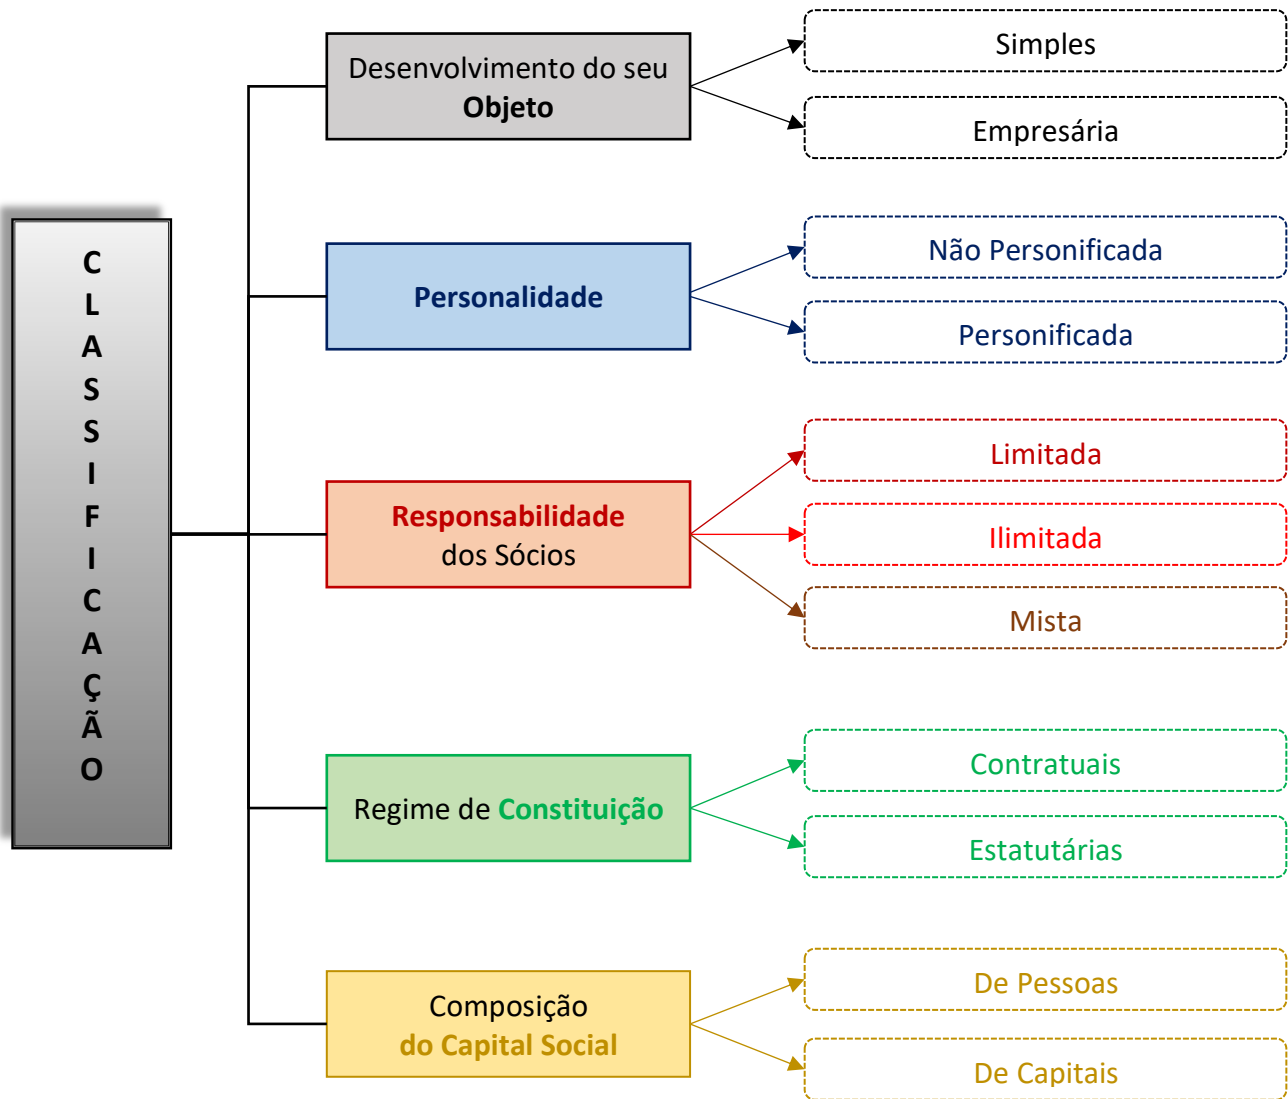 CLASSIFICAÇÃO
Desenvolvimento do seu
Objeto
Simples
Empresária
Personalidade
Não Personificada
Personificada
Responsabilidade
dos Sócios
Limitada
Ilimitada
Mista
Regime de Constituição
Contratuais
Estatutárias
Composição
do Capital Social
De Pessoas
De Capitais